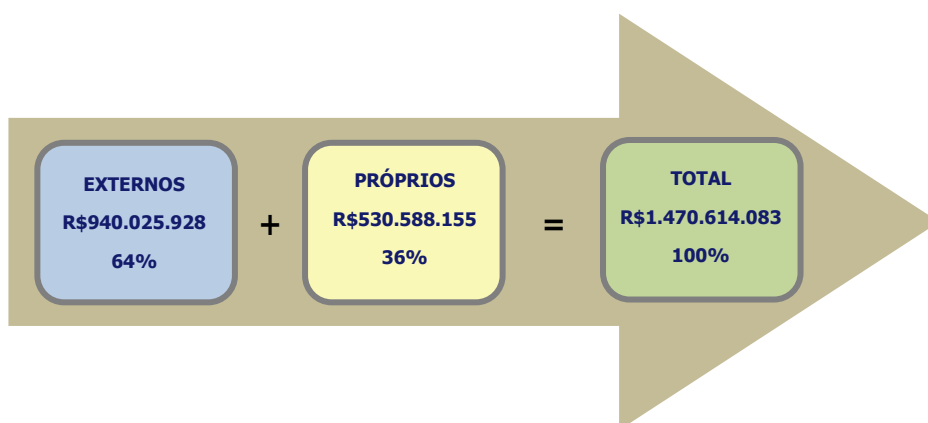 EXTERNOS
R$940.025.928
64%
+
PRÓPRIOS
R$530.588.155
36%
=
TOTAL
R$1.470.614.083
100%